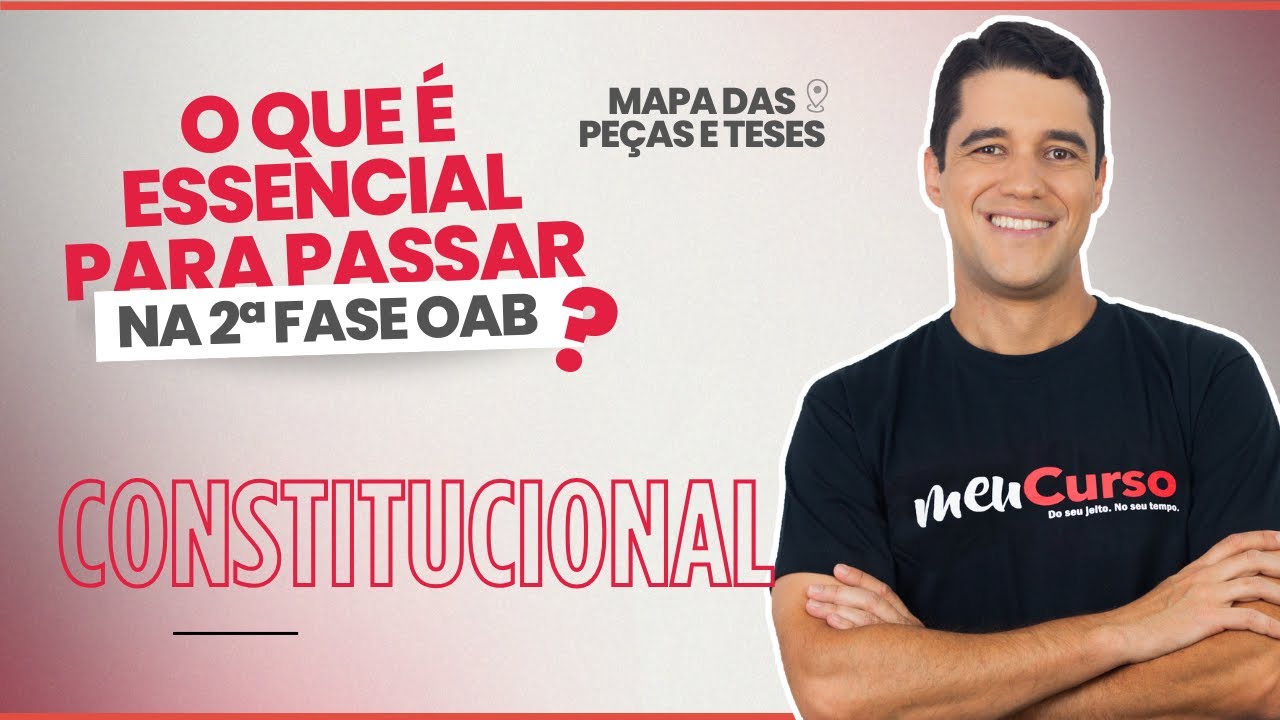 O QUE É
ESSENCIAL
PARA PASSAR
NA 2ª FASE OAB ?
MAPA DAS
PEÇAS E TESES
CONSTITUCIONAL
meuCurso
Do seu jeito. No seu tempo.